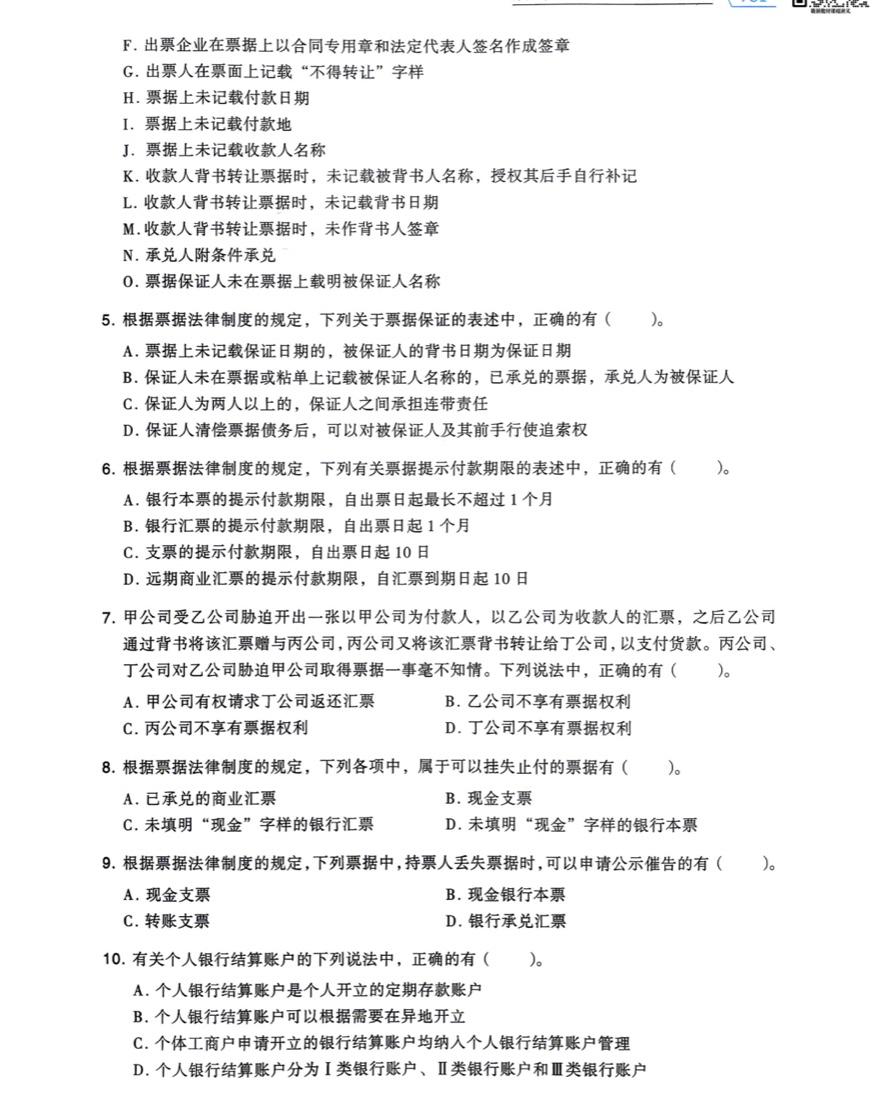 F. 出票企业在票据上以合同专用章和法定代表人签名作成签章
G. 出票人在票面上记载“不得转让”字样
H. 票据上未记载付款日期
I. 票据上未记载付款地
J. 票据上未记载收款人名称
K. 收款人背书转让票据时，未记载被背书人名称，授权其后手自行补记
L. 收款人背书转让票据时，未记载背书日期
M. 收款人背书转让票据时，未作背书人签章
N. 承兑人附条件承兑
O. 票据保证人未在票据上载明被保证人名称
5. 根据票据法律制度的规定，下列关于票据保证的表述中，正确的有（　　）。
A. 票据上未记载保证日期的，被保证人的背书日期为保证日期
B. 保证人未在票据或粘单上记载被保证人名称的，已承兑的票据，承兑人为被保证人
C. 保证人为两人以上的，保证人之间承担连带责任
D. 保证人清偿票据债务后，可以对被保证人及其前手行使追索权
6. 根据票据法律制度的规定，下列有关票据提示付款期限的表述中，正确的有（　　）。
A. 银行本票的提示付款期限，自出票日起最长不超过 1 个月
B. 银行汇票的提示付款期限，自出票日起 1 个月
C. 支票的提示付款期限，自出票日起 10 日
D. 远期商业汇票的提示付款期限，自汇票到期日起 10 日
7. 甲公司受乙公司胁迫开出一张以甲公司为付款人，以乙公司为收款人的汇票，之后乙公司
通过背书将该汇票赠与丙公司，丙公司又将该汇票背书转让给丁公司，以支付货款。丙公司、
丁公司对乙公司胁迫甲公司取得票据一事毫不知情。下列说法中，正确的有（　　）。
A. 甲公司有权请求丁公司返还汇票 B. 乙公司不享有票据权利
C. 丙公司不享有票据权利 D. 丁公司不享有票据权利
8. 根据票据法律制度的规定，下列各项中，属于可以挂失止付的票据有（　　）。
A. 已承兑的商业汇票 B. 现金支票
C. 未填明“现金”字样的银行汇票 D. 未填明“现金”字样的银行本票
9. 根据票据法律制度的规定，下列票据中，持票人丢失票据时，可以申请公示催告的有（　　）。
A. 现金支票 B. 现金银行本票
C. 转账支票 D. 银行承兑汇票
10. 有关个人银行结算账户的下列说法中，正确的有（　　）。
A. 个人银行结算账户是个人开立的定期存款账户
B. 个人银行结算账户可以根据需要在异地开立
C. 个体工商户申请开立的银行结算账户均纳入个人银行结算账户管理
D. 个人银行结算账户分为Ⅰ类银行账户、Ⅱ类银行账户和Ⅲ类银行账户